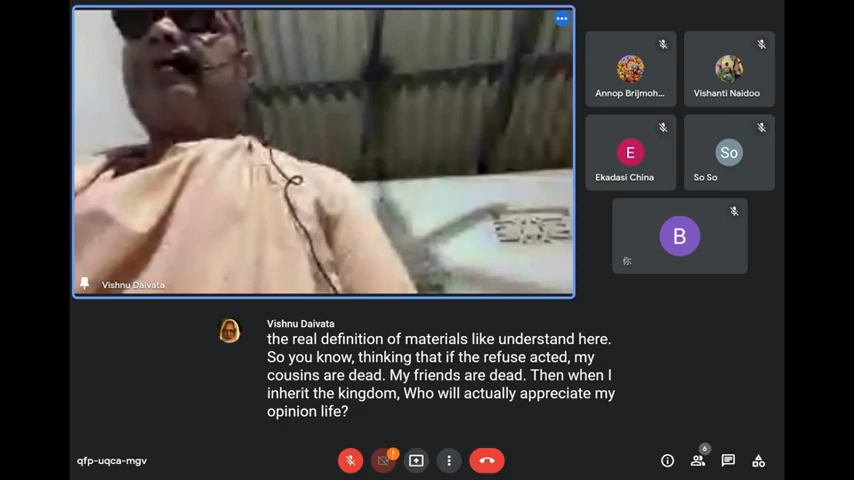 Annop Brijmoh...
Vishanti Naidoo
E
Ekadasi China
So
So So
B
你
Vishnu Daivata
Vishnu Daivata
the real definition of materials like understand here.
So you know, thinking that if the refuse acted, my
cousins are dead. My friends are dead. Then when I
inherit the kingdom, Who will actually appreciate my
opinion life?
qfp-uqca-mgv
6